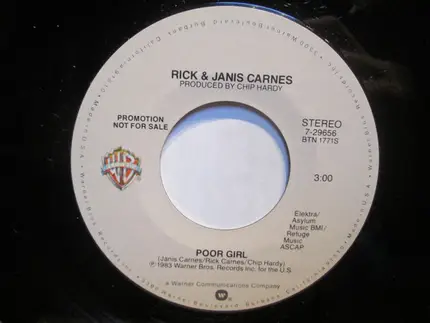 RICK & JANIS CARNES
PRODUCED BY CHIP HARDY
PROMOTION
NOT FOR SALE
STEREO
7-29656
BTN 1771S
3:00
Elektra/
Asylum
Music BMI/
Refuge
Music
ASCAP
POOR GIRL
(Janis Carnes/Rick Carnes/Chip Hardy)
℗ 1983 Warner Bros. Records Inc. for the U.S.
a Warner Communications Company